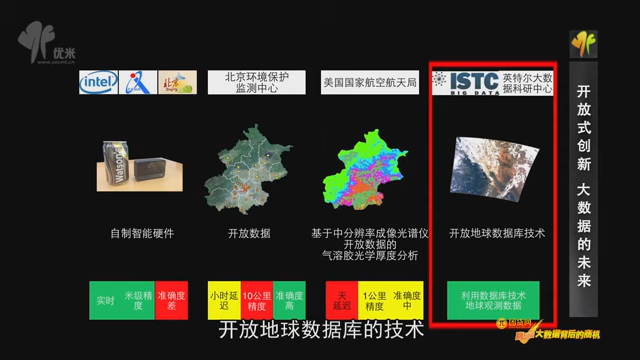 优米
www.youmi.cn
intel
北京
北京环境保护
监测中心
美国国家航空航天局
ISTC
BIG DATA
英特尔大数
据科研中心
开放式创新 大数据的未来
Watsons
自制智能硬件
开放数据
基于中分辨率成像光谱仪
开放数据的
气溶胶光学厚度分析
开放地球数据库技术
实时
米级精
度
准确度
差
小时延
迟
10公里
精度
准确度
高
天
延迟
1公里
精度
准确度
中
利用数据库技术
地球观测数据
开放地球数据库的技术
大数据背后的商机